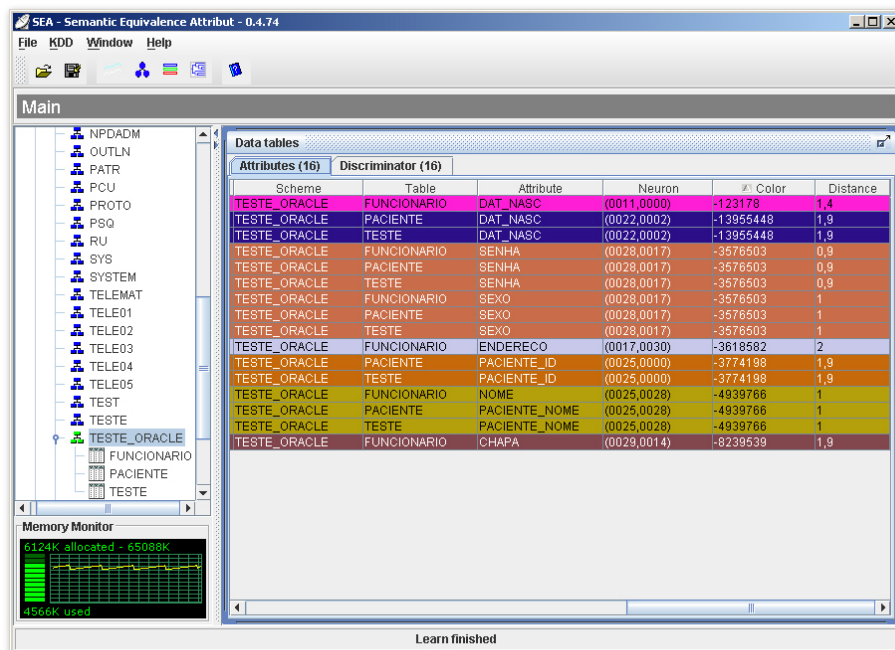 SEA - Semantic Equivalence Attribut - 0.4.74
File KDD Window Help
Main
NPDADM
OUTLN
PATR
PCU
PROTO
PSQ
RU
SYS
SYSTEM
TELEMAT
TELE01
TELE02
TELE03
TELE04
TELE05
TEST
TESTE
TESTE_ORACLE
FUNCIONARIO
PACIENTE
TESTE
Memory Monitor
6124K allocated - 65088K
4566K used
Data tables
Attributes (16) Discriminator (16)
Scheme Table Attribute Neuron Color Distance
TESTE_ORACLE FUNCIONARIO DAT_NASC (0011,0000) -123178 1,4
TESTE_ORACLE PACIENTE DAT_NASC (0022,0002) -13955448 1,9
TESTE_ORACLE TESTE DAT_NASC (0022,0002) -13955448 1,9
TESTE_ORACLE FUNCIONARIO SENHA (0028,0017) -3576503 0,9
TESTE_ORACLE PACIENTE SENHA (0028,0017) -3576503 0,9
TESTE_ORACLE TESTE SENHA (0028,0017) -3576503 0,9
TESTE_ORACLE FUNCIONARIO SEXO (0028,0017) -3576503 1
TESTE_ORACLE PACIENTE SEXO (0028,0017) -3576503 1
TESTE_ORACLE TESTE SEXO (0028,0017) -3576503 1
TESTE_ORACLE FUNCIONARIO ENDERECO (0017,0030) -3618582 2
TESTE_ORACLE PACIENTE PACIENTE_ID (0025,0000) -3774198 1,9
TESTE_ORACLE TESTE PACIENTE_ID (0025,0000) -3774198 1,9
TESTE_ORACLE FUNCIONARIO NOME (0025,0028) -4939766 1
TESTE_ORACLE PACIENTE PACIENTE_NOME (0025,0028) -4939766 1
TESTE_ORACLE TESTE PACIENTE_NOME (0025,0028) -4939766 1
TESTE_ORACLE FUNCIONARIO CHAPA (0029,0014) -8239539 1,9
Learn finished